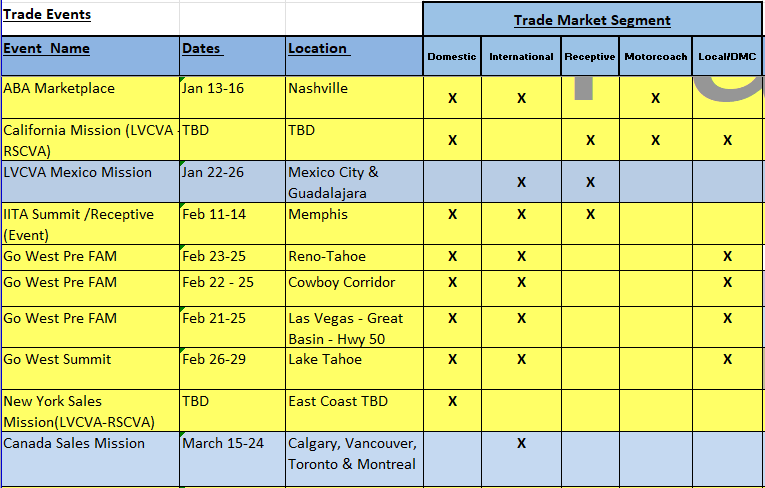 Trade Events
Trade Market Segment
Event Name Dates Location Domestic International Receptive Motorcoach Local/DMC
ABA Marketplace Jan 13-16 Nashville X X X
California Mission (LVCVA - TBD TBD
RSCVA) X X X X
LVCVA Mexico Mission Jan 22-26 Mexico City &
Guadalajara X X
IITA Summit /Receptive Feb 11-14 Memphis X X X
(Event)
Go West Pre FAM Feb 23-25 Reno-Tahoe X X X
Go West Pre FAM Feb 22 - 25 Cowboy Corridor X X X
Go West Pre FAM Feb 21-25 Las Vegas - Great X X X
Basin - Hwy 50
Go West Summit Feb 26-29 Lake Tahoe X X X
New York Sales TBD East Coast TBD X
Mission(LVCVA-RSCVA)
Canada Sales Mission March 15-24 Calgary, Vancouver, X
Toronto & Montreal